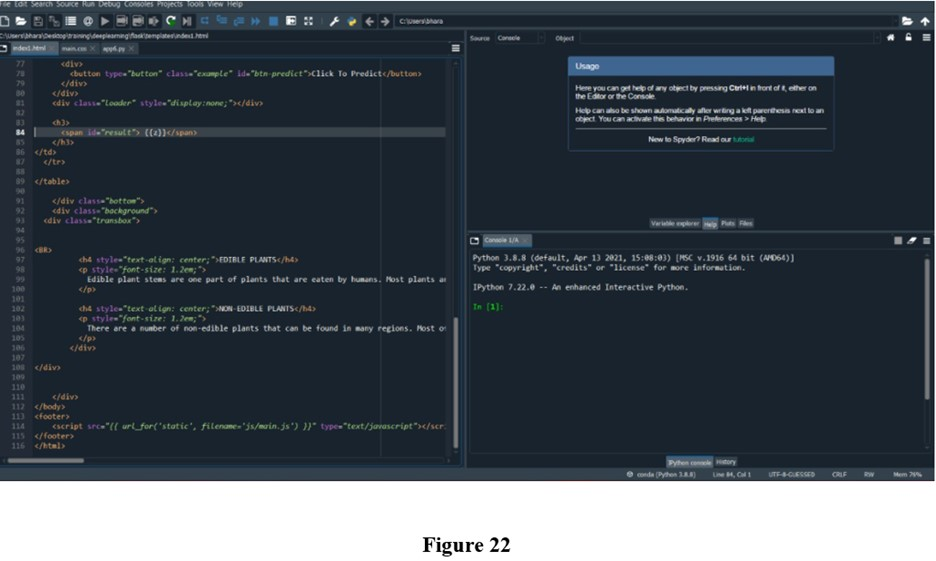 File Edit Search Source Run Debug Consoles Projects Tools View Help
C:\Users\bhara
C:\Users\bhara\Desktop\training\deeplearning\flask\templates\index1.html
index1.html main.css app6.py
77 <div>
78 <button type="button" class="example" id="btn-predict">Click To Predict</button>
79 </div>
80 </div>
81 <div class="loader" style="display:none;"></div>
82
83 <h3>
84 <span id="result"> {{z}}</span>
85 </h3>
86 </td>
87 </tr>
88
89 </table>
90
91 </div class="bottom">
92 <div class="background">
93 <div class="transbox">
94
95
96 <BR>
97 <h4 style="text-align: center;">EDIBLE PLANTS</h4>
98 <p style="font-size: 1.2em;">
99 Edible plant stems are one part of plants that are eaten by humans. Most plants a
100 </p>
101
102 <h4 style="text-align: center;">NON-EDIBLE PLANTS</h4>
103 <p style="font-size: 1.2em;">
104 There are a number of non-edible plants that can be found in many regions. Most o
105 </p>
106 </div>
107
108 </div>
109
110
111 </div>
112 </body>
113 <footer>
114 <script src="{{ url_for('static', filename='js/main.js') }}" type="text/javascript"></scr
115 </footer>
116 </html>
Source Console Object
Usage
Here you can get help of any object by pressing Ctrl+I in front of it, either on
the Editor or the Console.
Help can also be shown automatically after writing a left parenthesis next to an
object. You can activate this behavior in Preferences > Help.
New to Spyder? Read our tutorial
Variable explorer Help Plots Files
Console 1/A
Python 3.8.8 (default, Apr 13 2021, 15:08:03) [MSC v.1916 64 bit (AMD64)]
Type "copyright", "credits" or "license" for more information.
IPython 7.22.0 -- An enhanced Interactive Python.
In [1]:
IPython console History
conda (Python 3.8.8) Line 84, Col 1 UTF-8-GUESSED CRLF RW Mem 76%
Figure 22